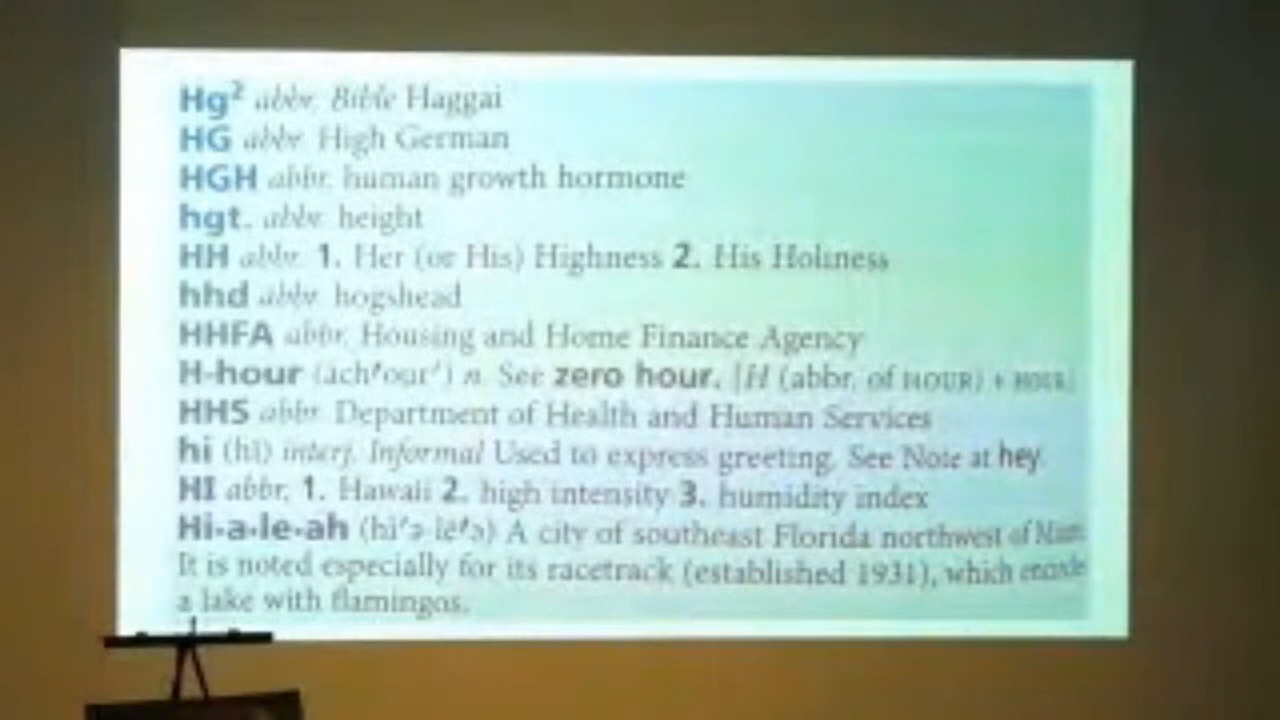 Hg² abbr. Bible Haggai
HG abbr. High German
HGH abbr. human growth hormone
hgt. abbr. height
HH abbr. 1. Her (or His) Highness 2. His Holiness
hhd abbr. hogshead
HHFA abbr. Housing and Home Finance Agency
H-hour (āch′our′) n. See zero hour. [H (abbr. of HOUR) + HOUR]
HHS abbr. Department of Health and Human Services
hi (hī) interj. Informal Used to express greeting. See Note at hey.
HI abbr. 1. Hawaii 2. high intensity 3. humidity index
Hi-a-le-ah (hī′ə-lē′ə) A city of southeast Florida northwest of
It is noted especially for its racetrack (established 1931), which
a lake with flamingos.